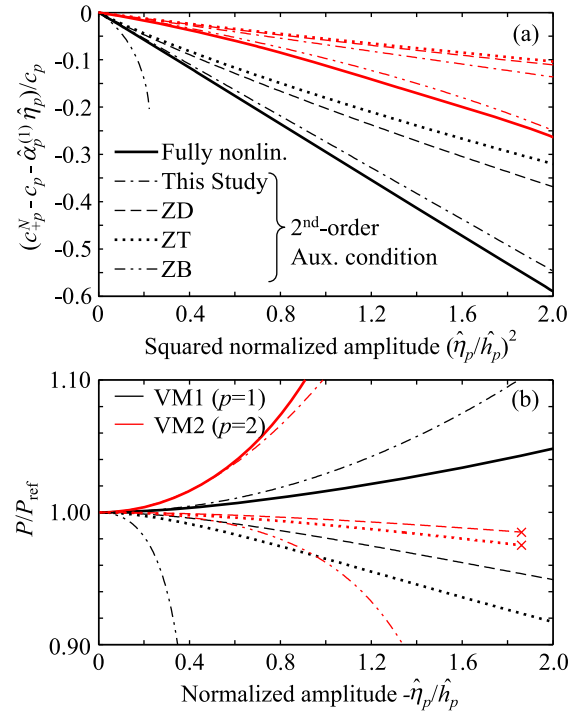 (a)
0
-0.1
-0.2
-0.3
-0.4
-0.5
-0.6
(c^N_{+p} - c_p - α̂_p^{(1)} η̂_p)/c_p
Fully nonlin.
This Study
ZD
ZT
ZB
2nd-order
Aux. condition
0 0.4 0.8 1.2 1.6 2.0
Squared normalized amplitude (η̂_p/ĥ_p)^2
(b)
1.10
1.00
0.90
P/P_ref
VM1 (p=1)
VM2 (p=2)
0 0.4 0.8 1.2 1.6 2.0
Normalized amplitude -η̂_p/ĥ_p